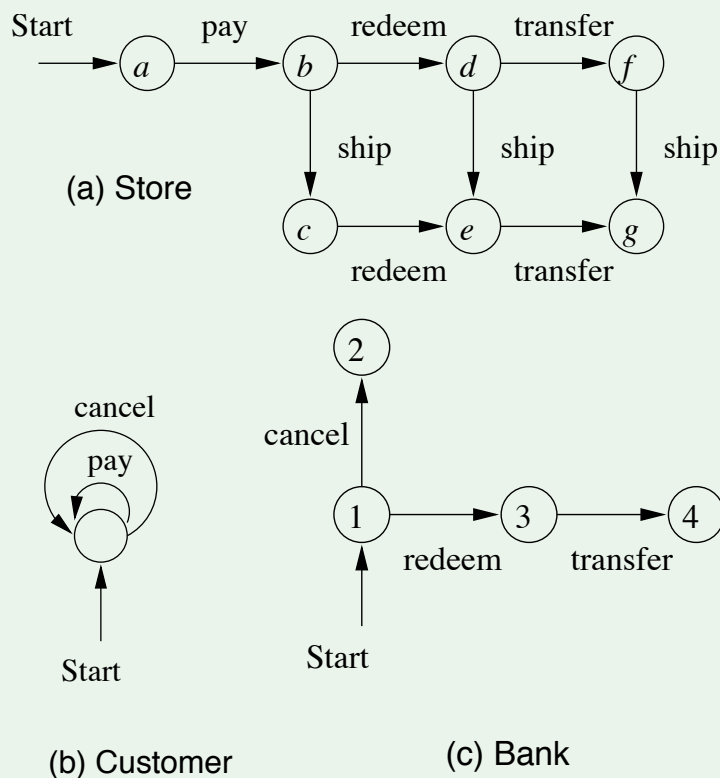 Start
pay
redeem
transfer
a
b
d
f
ship
ship
ship
(a) Store
c
e
g
redeem
transfer
2
cancel
cancel
pay
1
3
4
redeem
transfer
Start
Start
(b) Customer
(c) Bank